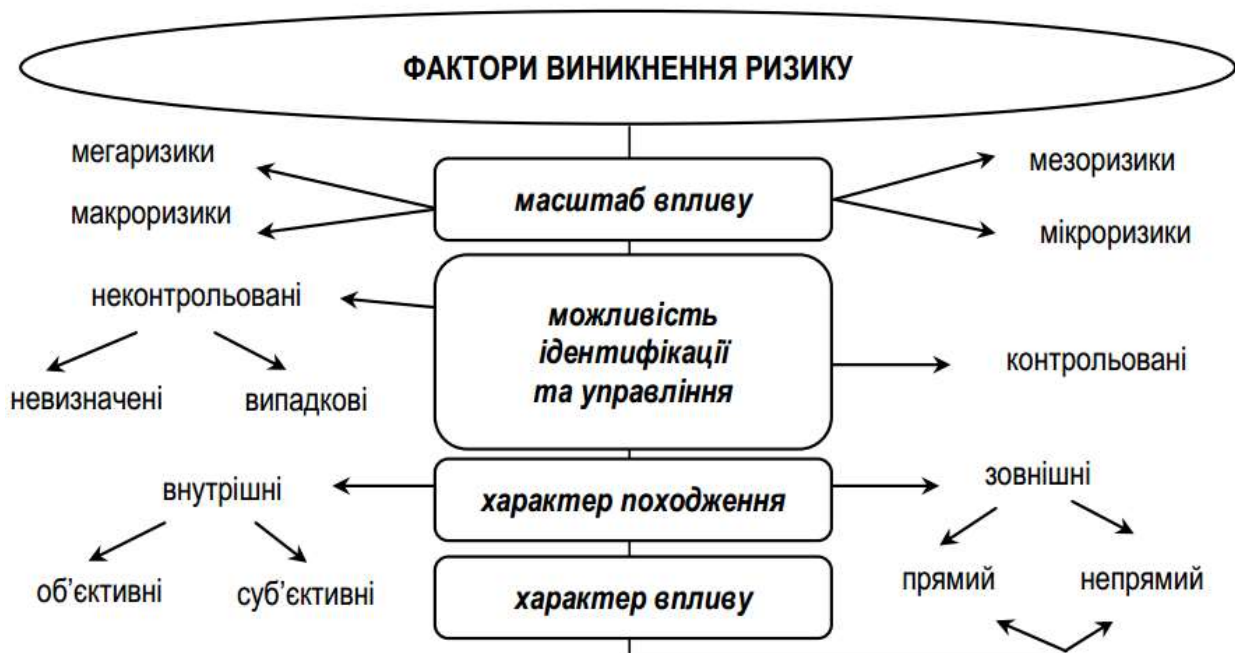 ФАКТОРИ ВИНИКНЕННЯ РИЗИКУ
мегаризики
макроризики
масштаб впливу
мезоризики
мікроризики
неконтрольовані
невизначені
випадкові
можливість
ідентифікації
та управління
контрольовані
внутрішні
об’єктивні
суб’єктивні
характер походження
зовнішні
прямий
непрямий
характер впливу